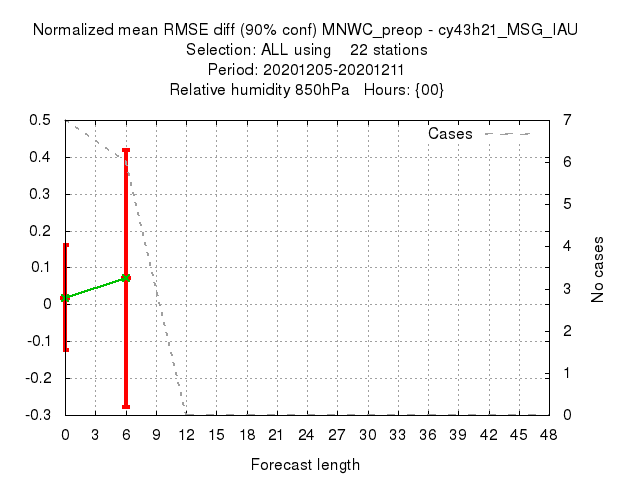 Normalized mean RMSE diff (90% conf) MNWC_preop - cy43h21_MSG_IAU
Selection: ALL using    22 stations
Period: 20201205-20201211
Relative humidity 850hPa   Hours: {00}
Cases
0.5
0.4
0.3
0.2
0.1
0
-0.1
-0.2
-0.3
7
6
5
4
3
2
1
0
No cases
0 3 6 9 12 15 18 21 24 27 30 33 36 39 42 45 48
Forecast length